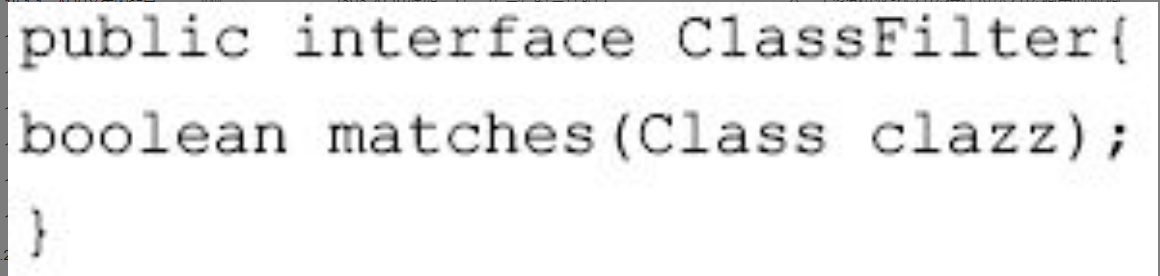 public interface ClassFilter{
boolean matches(Class clazz);
}